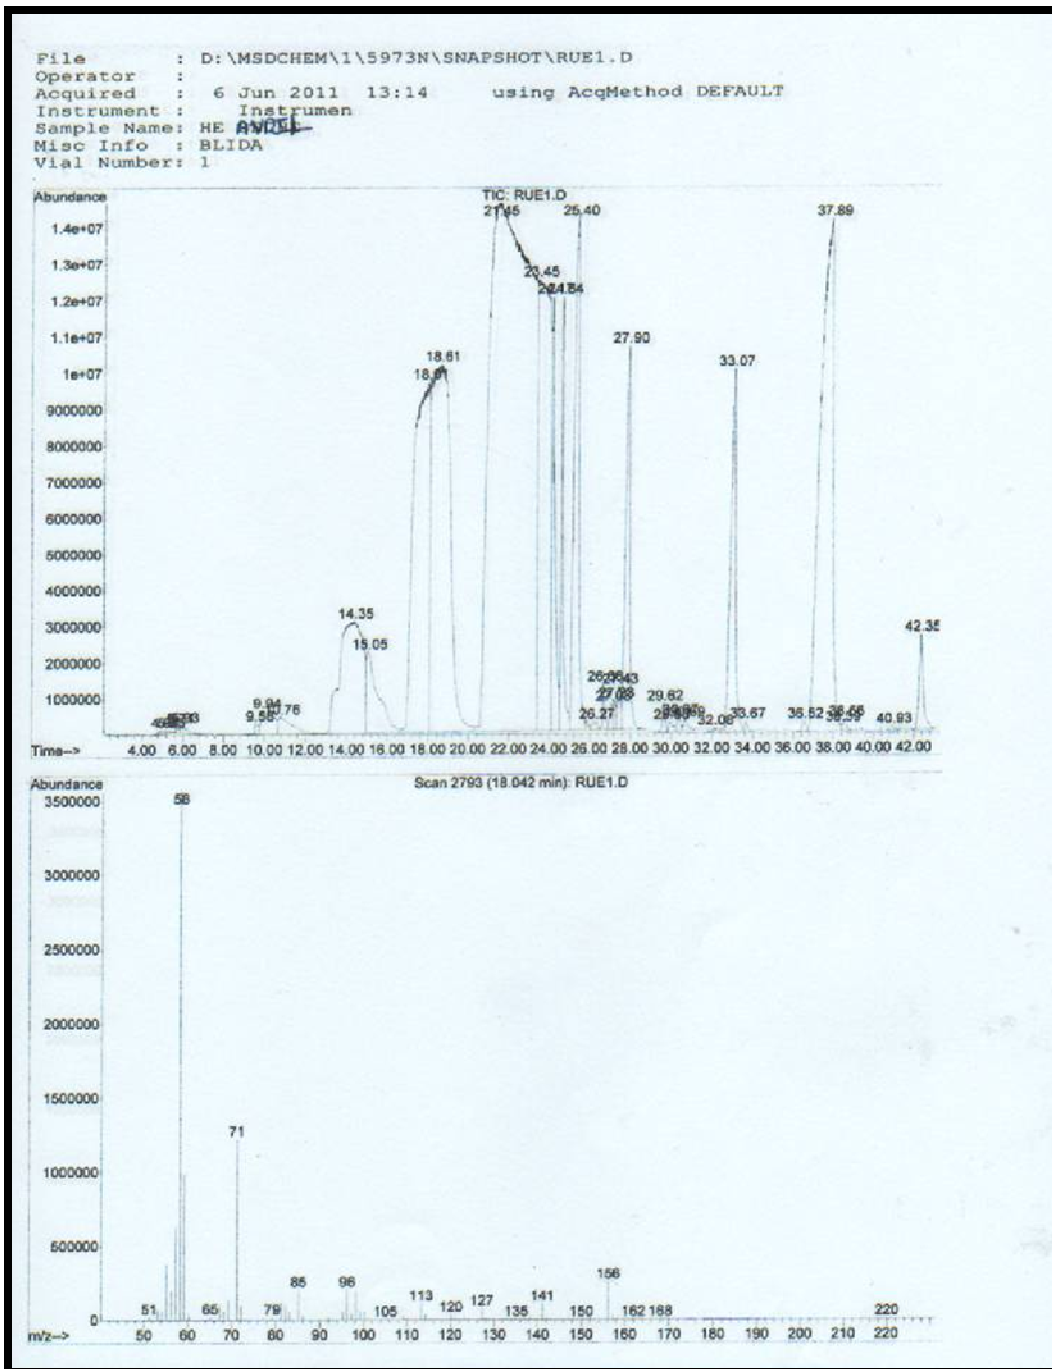 File : D:\MSDCHEM\1\5973N\SNAPSHOT\RUE1.D
Operator :
Acquired : 6 Jun 2011 13:14 using AcqMethod DEFAULT
Instrument : Instrumen
Sample Name: HE
Misc Info : BLIDA
Vial Number: 1
Abundance
TIC: RUE1.D
21.45 25.40 37.89
1.4e+07
1.3e+07
23.45
1.2e+07
1.1e+07
27.90
18.61
33.07
1e+07
9000000
8000000
7000000
6000000
5000000
4000000
14.35
3000000
42.35
15.05
2000000
1000000
29.62
9.94
9.56
26.27
32.08
33.67
36.62
40.93
Time-->
4.00 6.00 8.00 10.00 12.00 14.00 16.00 18.00 20.00 22.00 24.00 26.00 28.00 30.00 32.00 34.00 36.00 38.00 40.00 42.00
Abundance
Scan 2793 (18.042 min): RUE1.D
3500000
58
3000000
2500000
2000000
1500000
71
1000000
500000
85 96 113 127 141 156
51 65 79 105 120 135 150 162 168 220
0
m/z-->
50 60 70 80 90 100 110 120 130 140 150 160 170 180 190 200 210 220